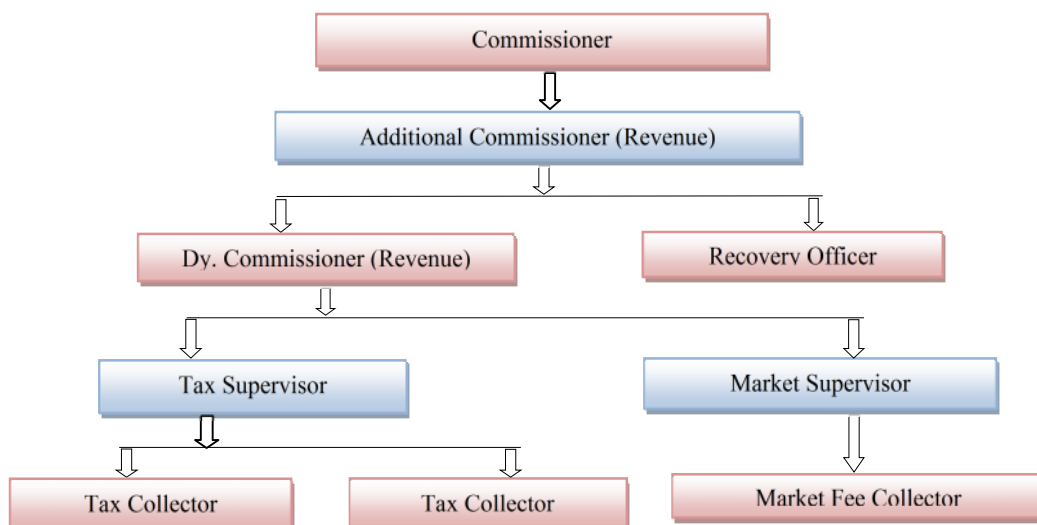 Commissioner
Additional Commissioner (Revenue)
Dy. Commissioner (Revenue)
Recovery Officer
Tax Supervisor
Market Supervisor
Tax Collector
Tax Collector
Market Fee Collector